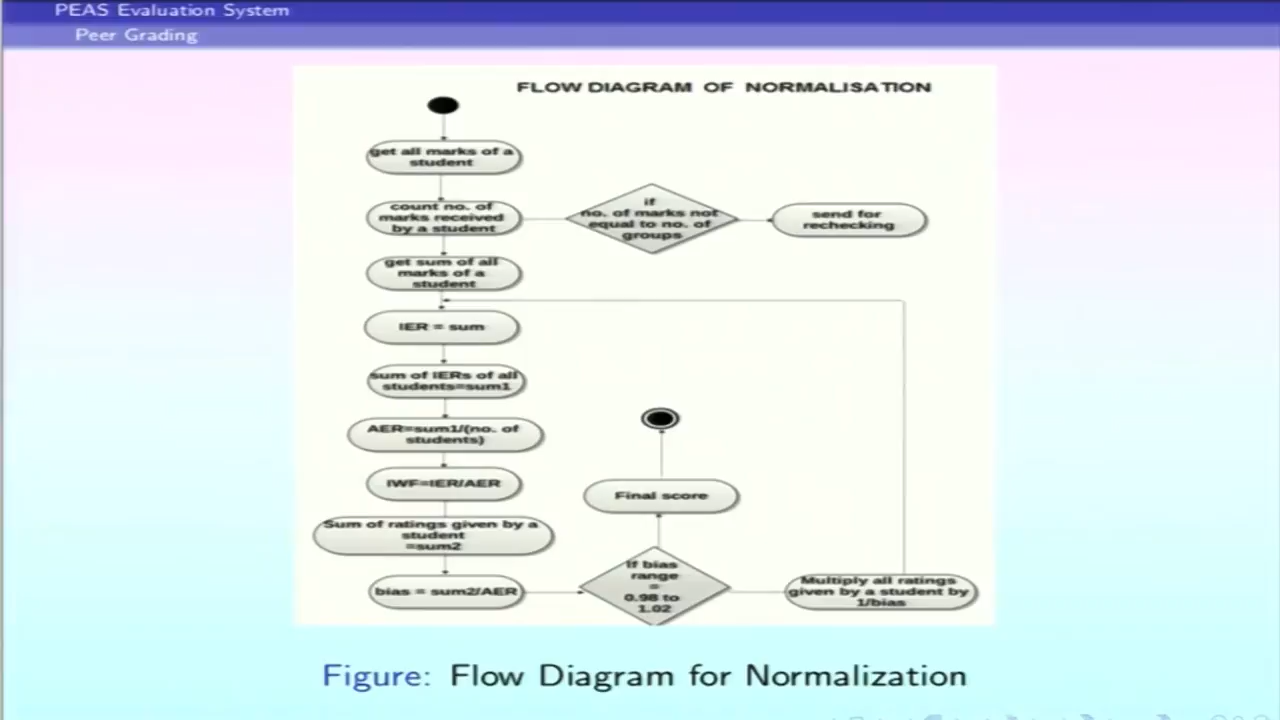 PEAS Evaluation System
Peer Grading
FLOW DIAGRAM OF NORMALISATION
get all marks of a
student
count no. of
marks received
by a student
if
no. of marks not
equal to no. of
groups
send for
rechecking
get sum of all
marks of a
student
IER = sum
sum of IERs of all
students=sum1
AER=sum1/(no. of
students)
IWF=IER/AER
Sum of ratings given by a
student
=sum2
bias = sum2/AER
If bias
range
=
0.98 to
1.02
Final score
Multiply all ratings
given by a student by
1/bias
Figure: Flow Diagram for Normalization